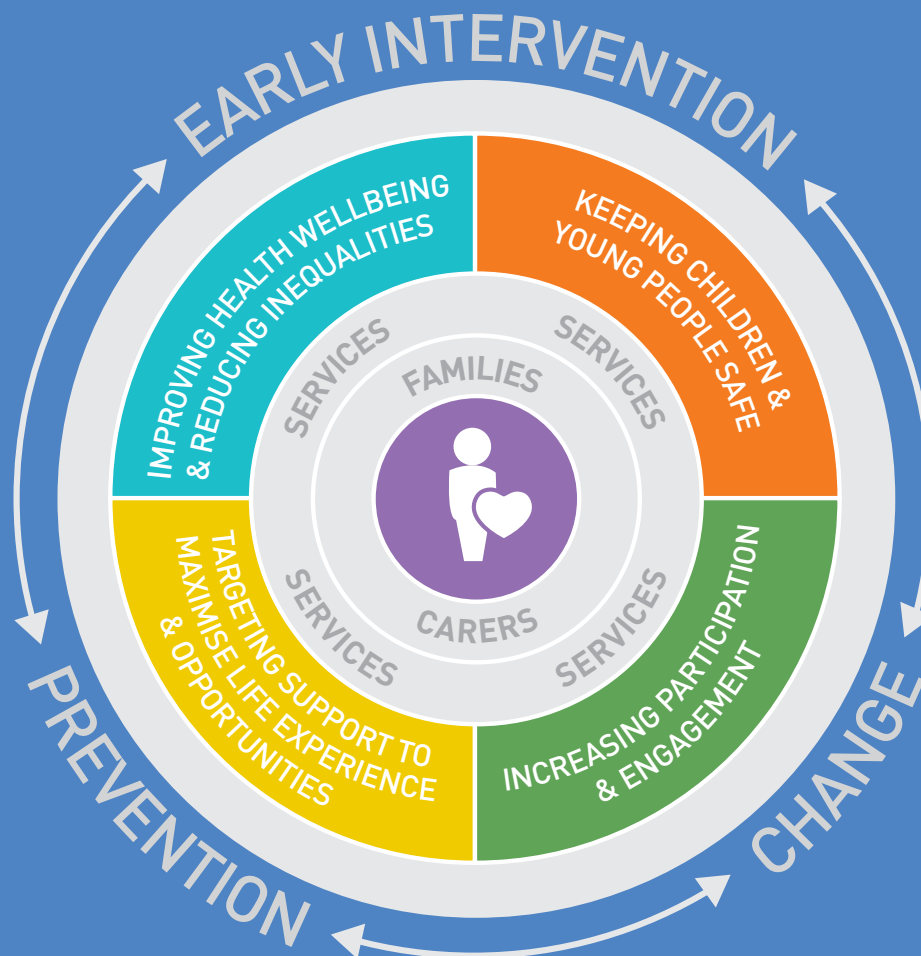 EARLY INTERVENTION
IMPROVING HEALTH WELLBEING
& REDUCING INEQUALITIES
KEEPING CHILDREN &
YOUNG PEOPLE SAFE
SERVICES
SERVICES
FAMILIES
CARERS
SERVICES
SERVICES
TARGETING SUPPORT TO
MAXIMISE LIFE EXPERIENCE
& OPPORTUNITIES
INCREASING PARTICIPATION
& ENGAGEMENT
PREVENTION
CHANGE